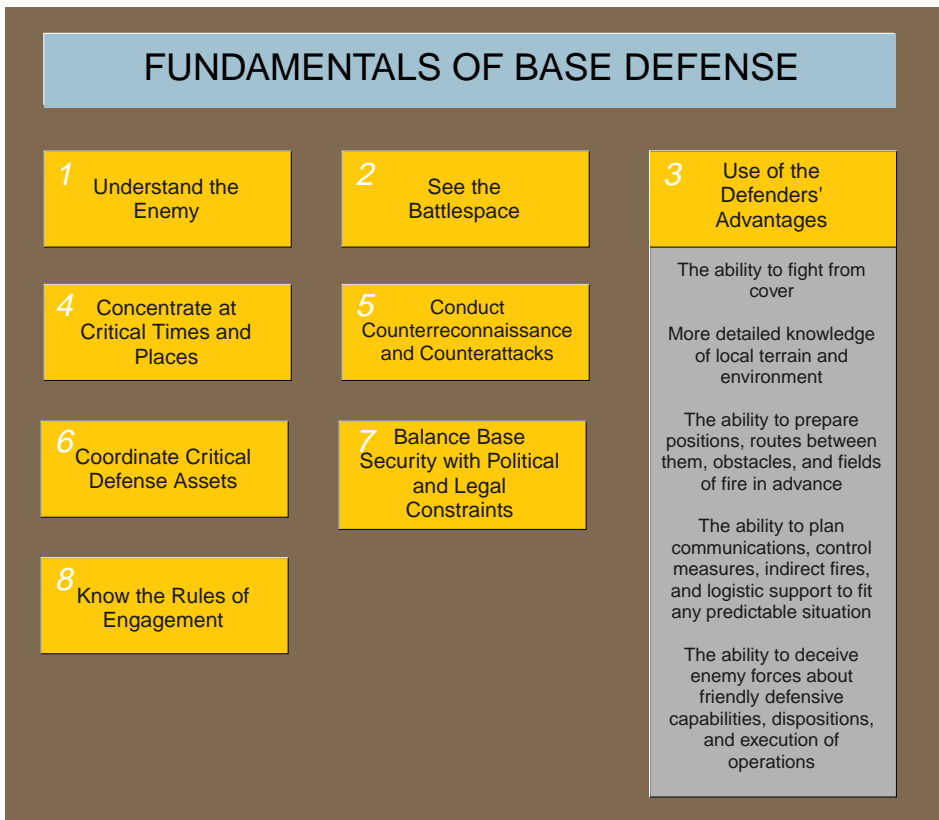 FUNDAMENTALS OF BASE DEFENSE
1
Understand the
Enemy
2
See the
Battlespace
3
Use of the
Defenders'
Advantages
The ability to fight from
cover
More detailed knowledge
of local terrain and
environment
The ability to prepare
positions, routes between
them, obstacles, and fields
of fire in advance
The ability to plan
communications, control
measures, indirect fires,
and logistic support to fit
any predictable situation
The ability to deceive
enemy forces about
friendly defensive
capabilities, dispositions,
and execution of
operations
4
Concentrate at
Critical Times and
Places
5
Conduct
Counterreconnaissance
and Counterattacks
6
Coordinate Critical
Defense Assets
7
Balance Base
Security with Political
and Legal
Constraints
8
Know the Rules of
Engagement